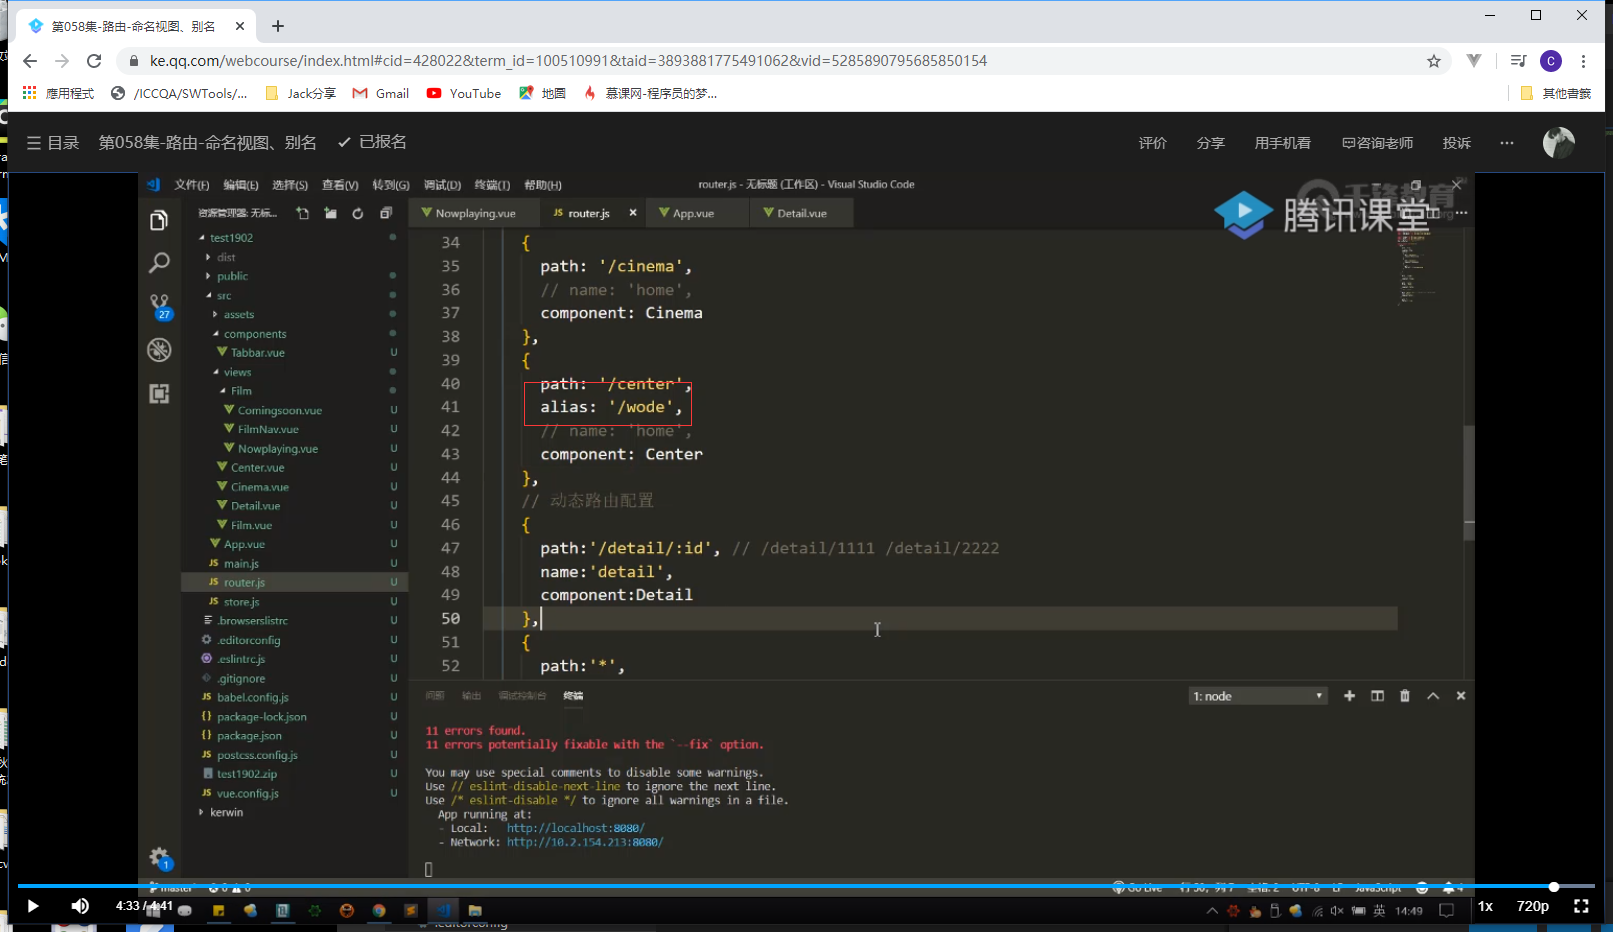 第058集-路由-命名视图、别名
ke.qq.com/webcourse/index.html#cid=428022&term_id=100510991&taid=3893881775491062&vid=5285890795685850154
C
應用程式 /ICCQA/SWTools/... Jack分享 Gmail YouTube 地圖 慕课网-程序员的梦... 其他書籤
目录 第058集-路由-命名视图、别名 已报名 评价 分享 用手机看 咨询老师 投诉 ...
文件(F) 编辑(E) 选择(S) 查看(V) 转到(G) 调试(D) 终端(T) 帮助(H) router.js - 无标题 (工作区) - Visual Studio Code
腾讯课堂
资源管理器: 无标...
Nowplaying.vue router.js App.vue Detail.vue
test1902
dist
public
src
assets
components
Tabbar.vue U
views
Film
Comingsoon.vue U
FilmNav.vue U
Nowplaying.vue U
Center.vue U
Cinema.vue U
Detail.vue U
Film.vue U
App.vue U
JS main.js U
JS router.js U
JS store.js U
.browserslistrc U
.editorconfig U
.eslintrc.js U
.gitignore U
JS babel.config.js U
{} package-lock.json U
{} package.json U
JS postcss.config.js U
test1902.zip U
JS vue.config.js U
kerwin
27
1
34 {
35 path: '/cinema',
36 // name: 'home',
37 component: Cinema
38 },
39 {
40 path: '/center',
41 alias: '/wode',
42 // name: 'home',
43 component: Center
44 },
45 // 动态路由配置
46 {
47 path:'/detail/:id', // /detail/1111 /detail/2222
48 name:'detail',
49 component:Detail
50 },
51 {
52 path:'*',
问题 输出 调试控制台 终端 1: node
11 errors found.
11 errors potentially fixable with the `--fix` option.
You may use special comments to disable some warnings.
Use // eslint-disable-next-line to ignore the next line.
Use /* eslint-disable */ to ignore all warnings in a file.
App running at:
- Local: http://localhost:8080/
- Network: http://10.2.154.213:8080/
master
Go Live
JavaScript
4:33 / 4:41
英 14:49
1x 720p
.editorconfig